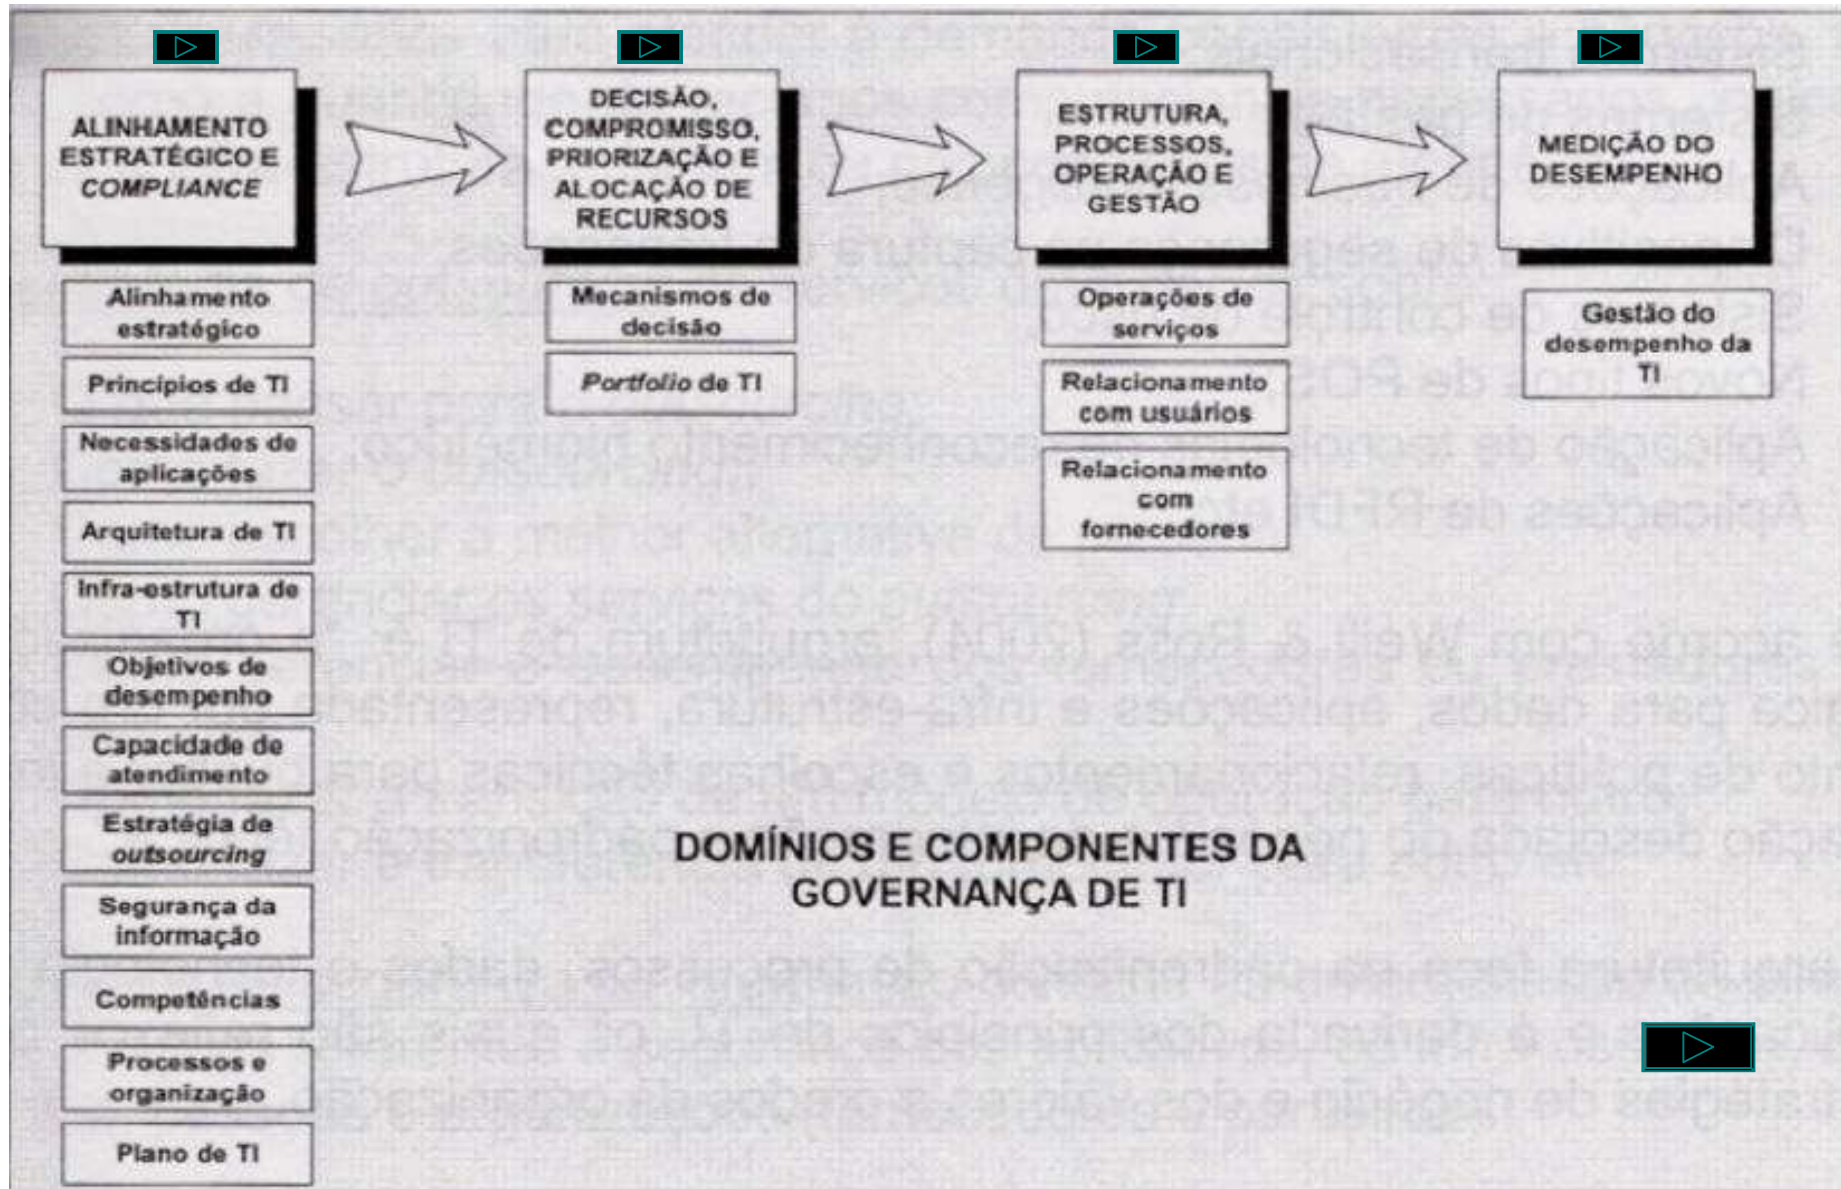 ALINHAMENTO
ESTRATÉGICO E
COMPLIANCE
DECISÃO,
COMPROMISSO,
PRIORIZAÇÃO E
ALOCAÇÃO DE
RECURSOS
ESTRUTURA,
PROCESSOS,
OPERAÇÃO E
GESTÃO
MEDIÇÃO DO
DESEMPENHO
Alinhamento
estratégico
Princípios de TI
Necessidades de
aplicações
Arquitetura de TI
Infra-estrutura de
TI
Objetivos de
desempenho
Capacidade de
atendimento
Estratégia de
outsourcing
Segurança da
informação
Competências
Processos e
organização
Plano de TI
Mecanismos de
decisão
Portfolio de TI
Operações de
serviços
Relacionamento
com usuários
Relacionamento
com
fornecedores
Gestão do
desempenho da
TI
DOMÍNIOS E COMPONENTES DA
GOVERNANÇA DE TI